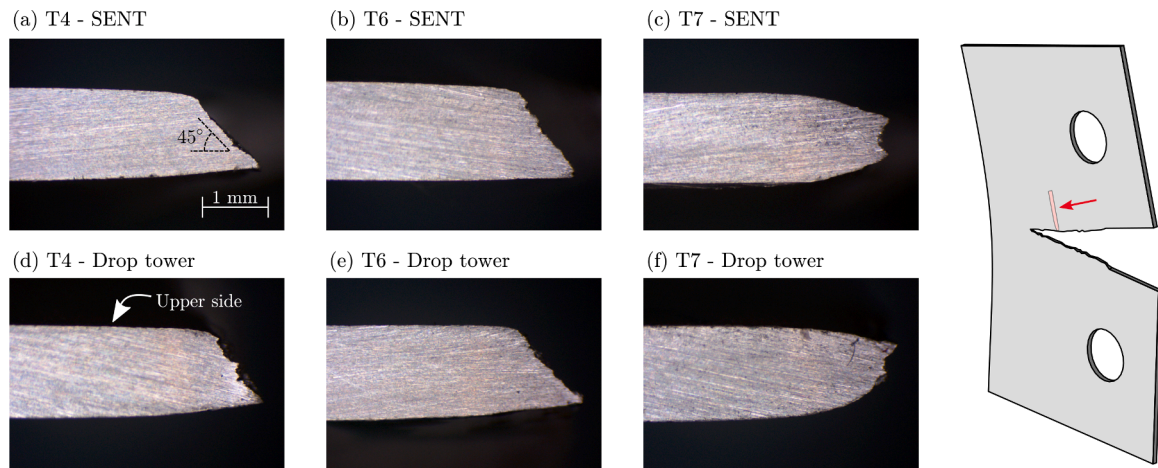 (a) T4 - SENT
(b) T6 - SENT
(c) T7 - SENT
45°
1 mm
(d) T4 - Drop tower
(e) T6 - Drop tower
(f) T7 - Drop tower
Upper side